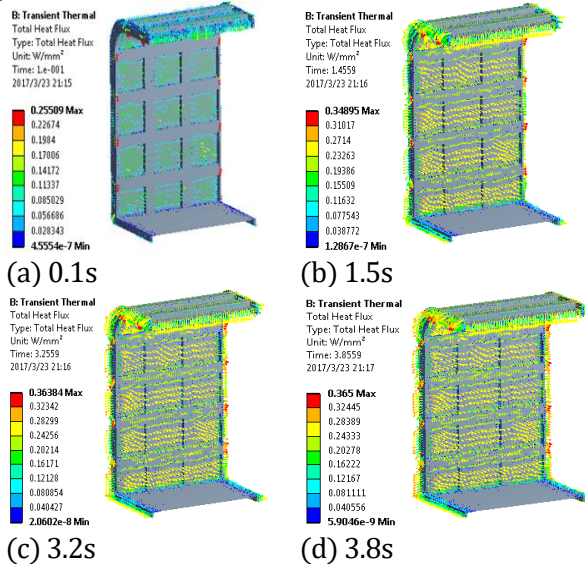 B: Transient Thermal
Total Heat Flux
Type: Total Heat Flux
Unit: W/mm²
Time: 1.e-001
2017/3/23 21:15
0.25509 Max
0.22674
0.1984
0.17006
0.14172
0.11337
0.085029
0.056686
0.028343
4.5554e-7 Min
(a) 0.1s
B: Transient Thermal
Total Heat Flux
Type: Total Heat Flux
Unit: W/mm²
Time: 1.4559
2017/3/23 21:16
0.34895 Max
0.31017
0.2714
0.23263
0.19386
0.15509
0.11632
0.077543
0.038772
1.2867e-7 Min
(b) 1.5s
B: Transient Thermal
Total Heat Flux
Type: Total Heat Flux
Unit: W/mm²
Time: 3.2559
2017/3/23 21:16
0.36384 Max
0.32342
0.28299
0.24256
0.20214
0.16171
0.12128
0.080854
0.040427
2.0602e-8 Min
(c) 3.2s
B: Transient Thermal
Total Heat Flux
Type: Total Heat Flux
Unit: W/mm²
Time: 3.8559
2017/3/23 21:17
0.365 Max
0.32445
0.28389
0.24333
0.20278
0.16222
0.12167
0.081111
0.040556
5.9046e-9 Min
(d) 3.8s